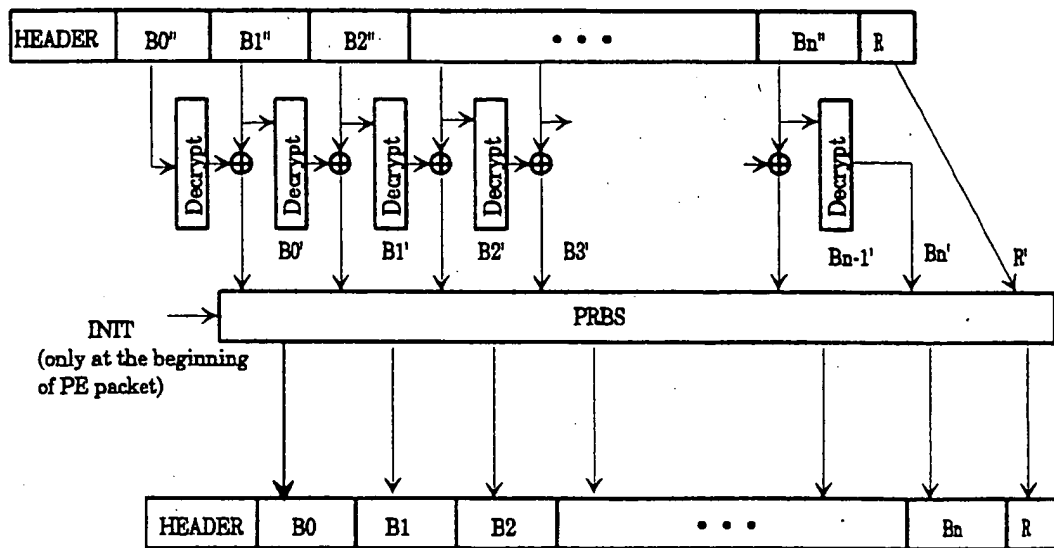 HEADER B0" B1" B2" • • • Bn" R
Decrypt Decrypt Decrypt Decrypt Decrypt
B0' B1' B2' B3' Bn-1' Bn' R'
PRBS
INIT
(only at the beginning
of PE packet)
HEADER B0 B1 B2 • • • Bn R